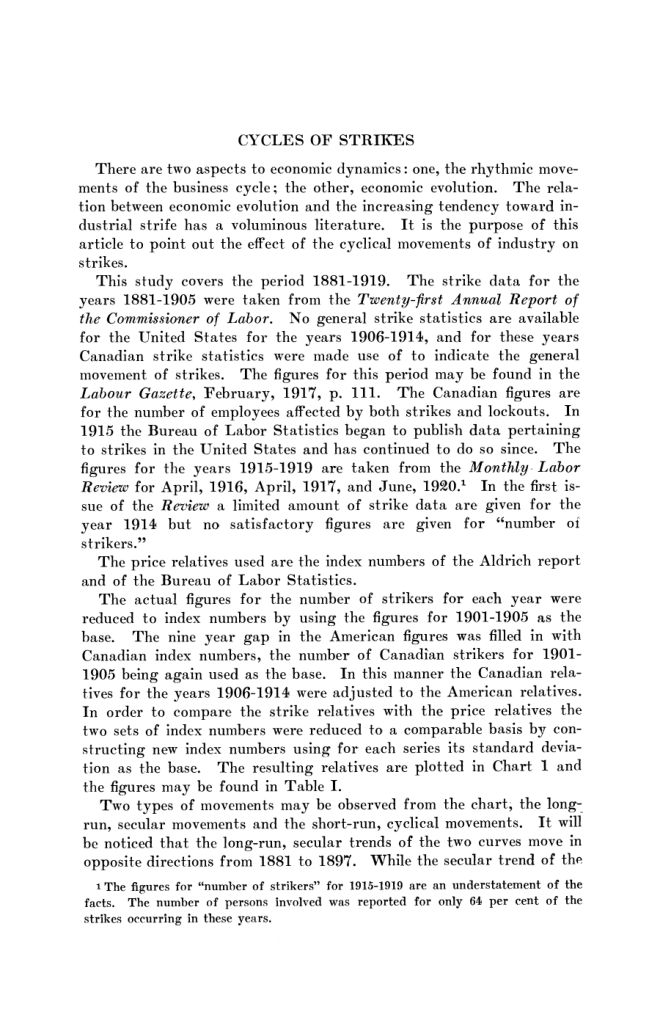 CYCLES OF STRIKES
There are two aspects to economic dynamics: one, the rhythmic move-
ments of the business cycle; the other, economic evolution. The rela-
tion between economic evolution and the increasing tendency toward in-
dustrial strife has a voluminous literature. It is the purpose of this
article to point out the effect of the cyclical movements of industry on
strikes.
This study covers the period 1881-1919. The strike data for the
years 1881-1905 were taken from the Twenty-first Annual Report of
the Commissioner of Labor. No general strike statistics are available
for the United States for the years 1906-1914, and for these years
Canadian strike statistics were made use of to indicate the general
movement of strikes. The figures for this period may be found in the
Labour Gazette, February, 1917, p. 111. The Canadian figures are
for the number of employees affected by both strikes and lockouts. In
1915 the Bureau of Labor Statistics began to publish data pertaining
to strikes in the United States and has continued to do so since. The
figures for the years 1915-1919 are taken from the Monthly Labor
Review for April, 1916, April, 1917, and June, 1920.¹ In the first is-
sue of the Review a limited amount of strike data are given for the
year 1914 but no satisfactory figures are given for "number of
strikers."
The price relatives used are the index numbers of the Aldrich report
and of the Bureau of Labor Statistics.
The actual figures for the number of strikers for each year were
reduced to index numbers by using the figures for 1901-1905 as the
base. The nine year gap in the American figures was filled in with
Canadian index numbers, the number of Canadian strikers for 1901-
1905 being again used as the base. In this manner the Canadian rela-
tives for the years 1906-1914 were adjusted to the American relatives.
In order to compare the strike relatives with the price relatives the
two sets of index numbers were reduced to a comparable basis by con-
structing new index numbers using for each series its standard devia-
tion as the base. The resulting relatives are plotted in Chart 1 and
the figures may be found in Table I.
Two types of movements may be observed from the chart, the long-
run, secular movements and the short-run, cyclical movements. It will
be noticed that the long-run, secular trends of the two curves move in
opposite directions from 1881 to 1897. While the secular trend of the
¹ The figures for "number of strikers" for 1915-1919 are an understatement of the
facts. The number of persons involved was reported for only 64 per cent of the
strikes occurring in these years.